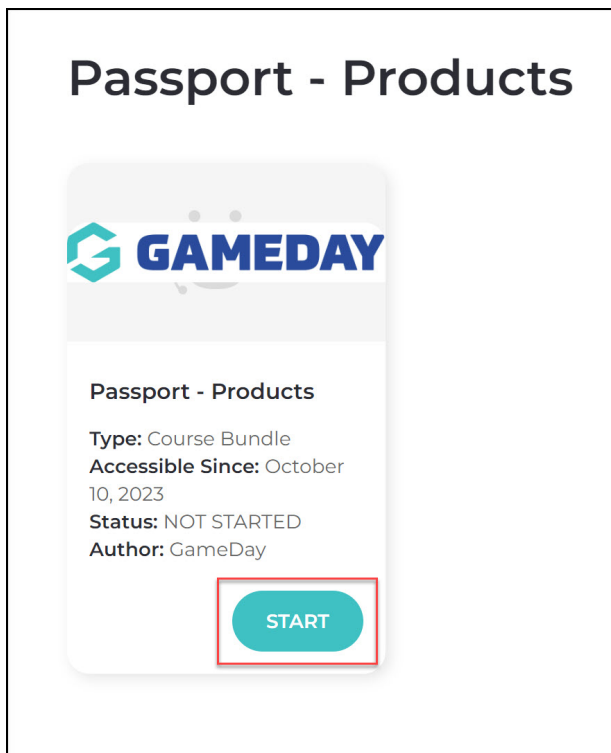 Passport - Products
GAMEDAY
Passport - Products
Type: Course Bundle
Accessible Since: October
10, 2023
Status: NOT STARTED
Author: GameDay
START